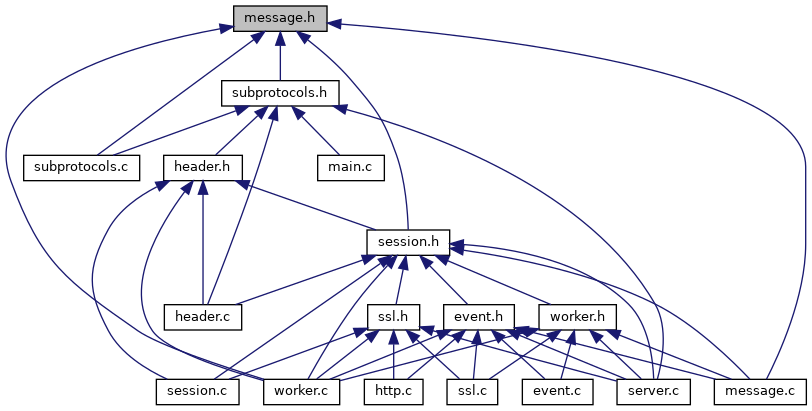 message.h
subprotocols.h
subprotocols.c
header.h
main.c
session.h
header.c
ssl.h
event.h
worker.h
session.c
worker.c
http.c
ssl.c
event.c
server.c
message.c